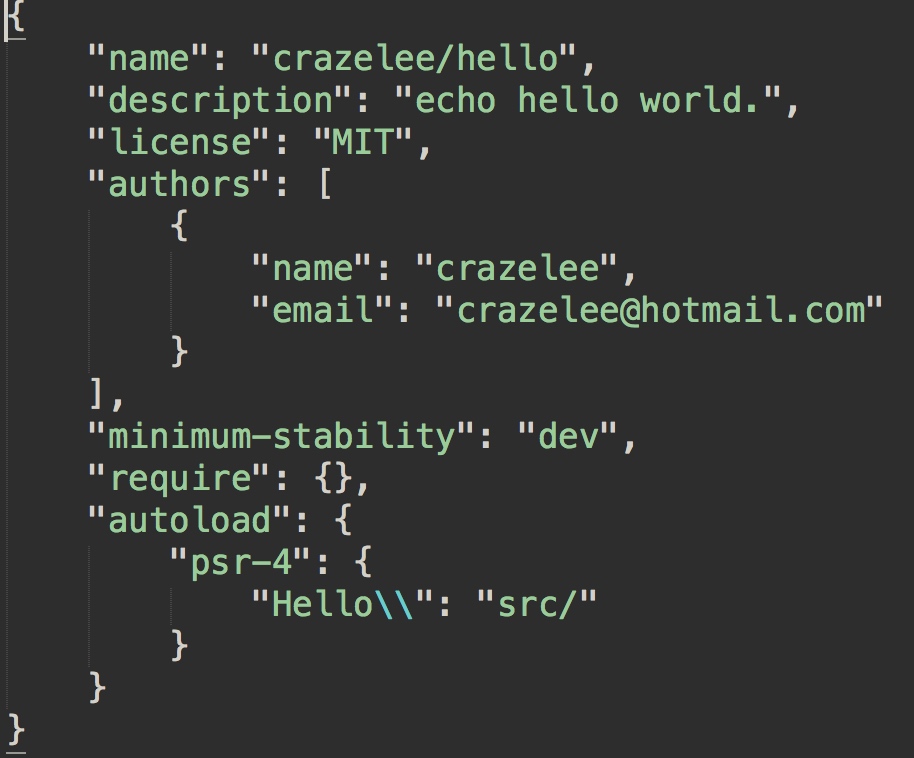 {
    "name": "crazelee/hello",
    "description": "echo hello world.",
    "license": "MIT",
    "authors": [
        {
            "name": "crazelee",
            "email": "crazelee@hotmail.com"
        }
    ],
    "minimum-stability": "dev",
    "require": {},
    "autoload": {
        "psr-4": {
            "Hello\\": "src/"
        }
    }
}